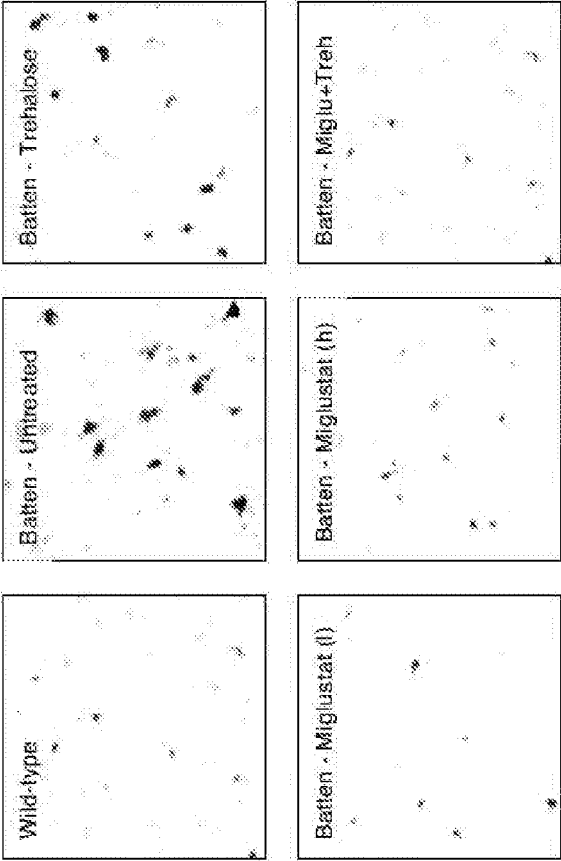 Wild-type
Batten - Untreated
Batten - Trehalose
Batten - Miglustat (l)
Batten - Miglustat (h)
Batten - Miglu+Treh